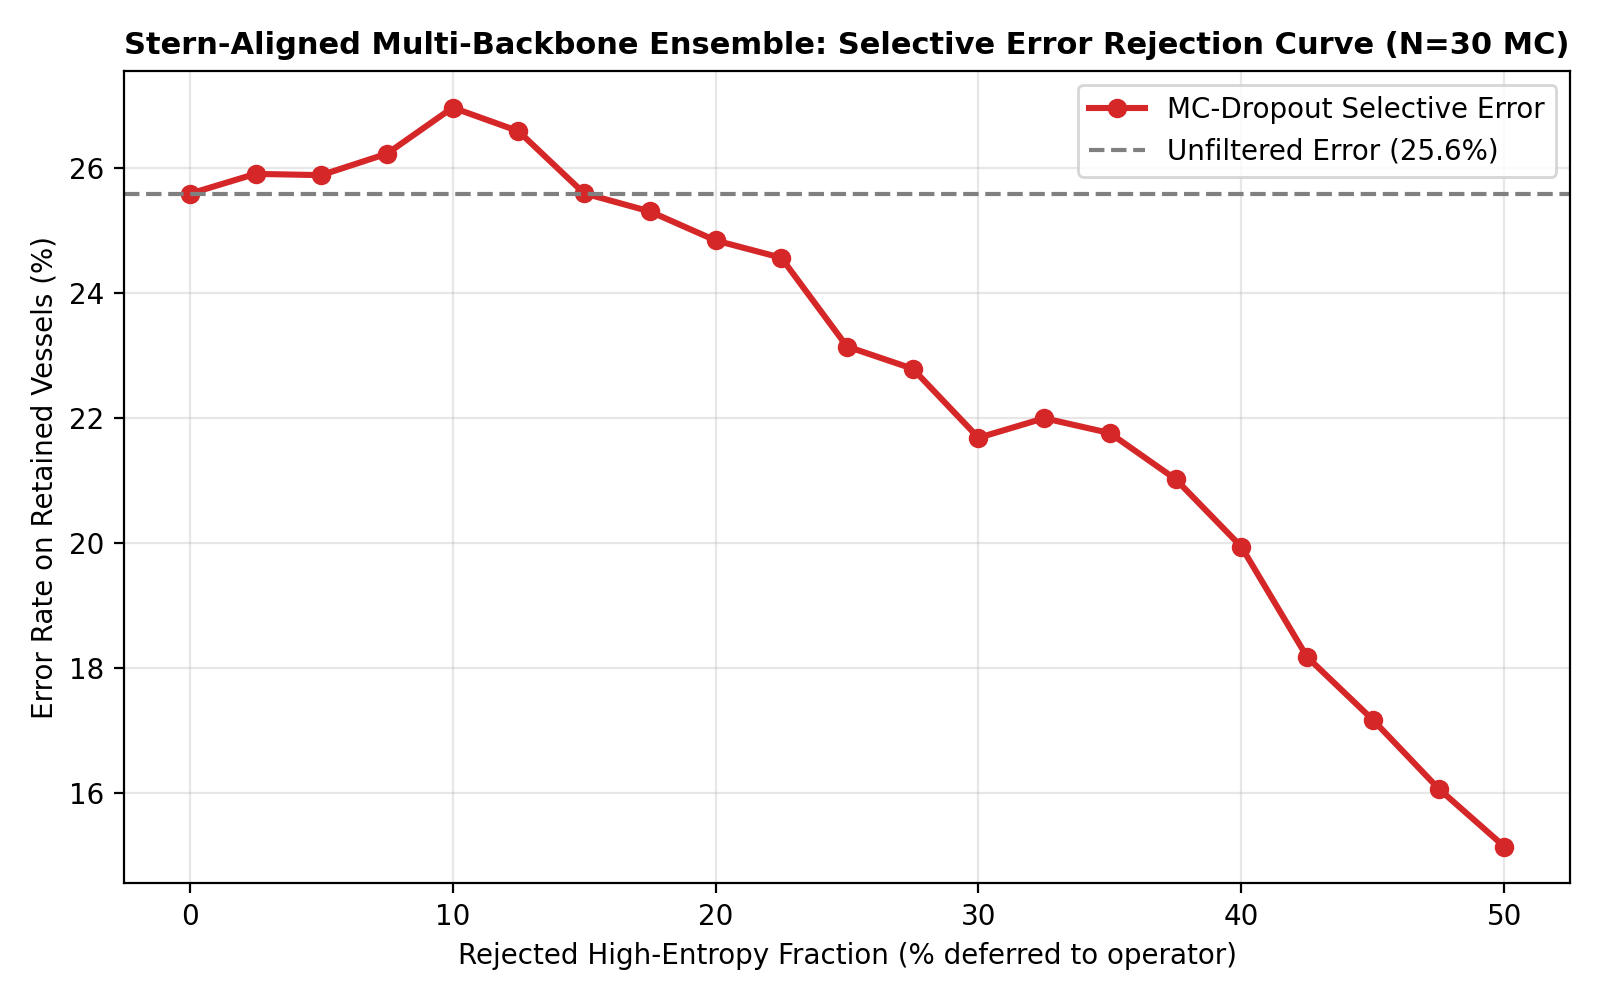 Stern-Aligned Multi-Backbone Ensemble: Selective Error Rejection Curve (N=30 MC)
MC-Dropout Selective Error
Unfiltered Error (25.6%)
Error Rate on Retained Vessels (%)
26
24
22
20
18
16
0 10 20 30 40 50
Rejected High-Entropy Fraction (% deferred to operator)